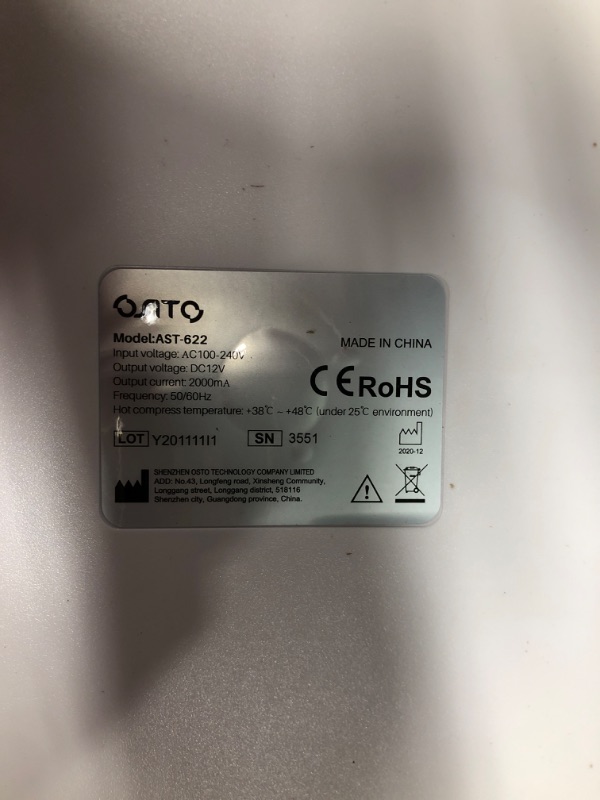 OSTO
Model:AST-622
MADE IN CHINA
Input voltage: AC100-240V
Output voltage: DC12V
Output current: 2000mA
Frequency: 50/60Hz
CE RoHS
Hot compress temperature: +38℃ ~ +48℃ (under 25℃ environment)
LOT Y20111111 SN 3551
2020-12
SHENZHEN OSTO TECHNOLOGY COMPANY LIMITED
ADD: No.43, Longfeng road, Xinsheng Community,
Longgang street, Longgang district, 518116
Shenzhen city, Guangdong province, China.